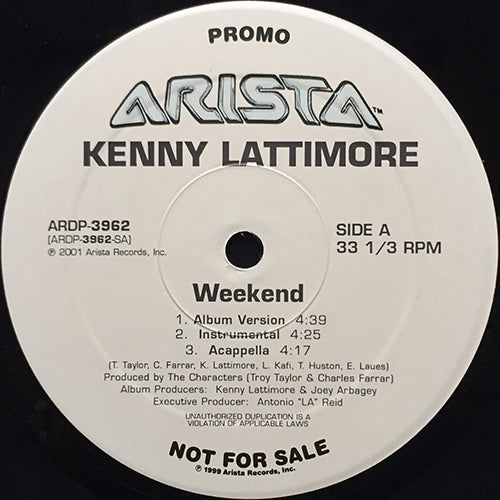 PROMO
ARISTA™
KENNY LATTIMORE
ARDP-3962
(ARDP-3962-SA)
℗ 2001 Arista Records, Inc.
SIDE A
33 1/3 RPM
Weekend
1. Album Version 4:39
2. Instrumental 4:25
3. Acappella 4:17
(T. Taylor, C. Farrar, K. Lattimore, L. Kafi, T. Huston, E. Laues)
Produced by The Characters (Troy Taylor & Charles Farrar)
Album Producers: Kenny Lattimore & Joey Arbagey
Executive Producer: Antonio "LA" Reid
UNAUTHORIZED DUPLICATION IS A
VIOLATION OF APPLICABLE LAWS
NOT FOR SALE
℗ 1999 Arista Records, Inc.